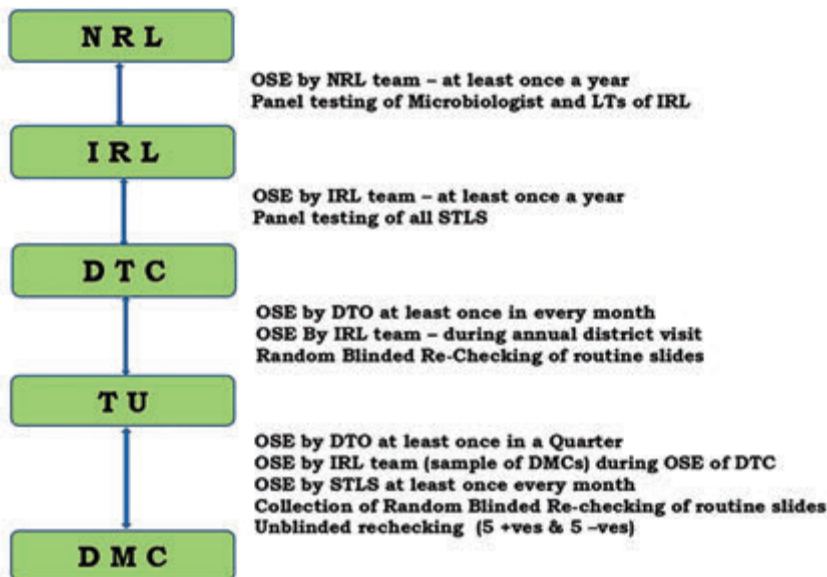 N R L
OSE by NRL team – at least once a year
Panel testing of Microbiologist and LTs of IRL
I R L
OSE by IRL team – at least once a year
Panel testing of all STLS
D T C
OSE by DTO at least once in every month
OSE By IRL team – during annual district visit
Random Blinded Re-Checking of routine slides
T U
OSE by DTO at least once in a Quarter
OSE by IRL team (sample of DMCs) during OSE of DTC
OSE by STLS at least once every month
Collection of Random Blinded Re-checking of routine slides
Unblinded rechecking (5 +ves & 5 –ves)
D M C